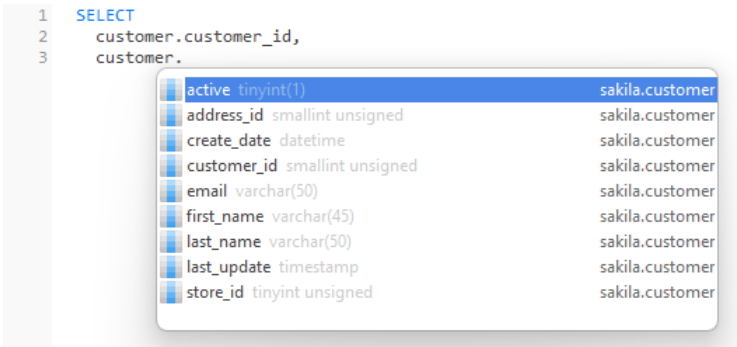 1 SELECT
2 customer.customer_id,
3 customer.
active tinyint(1) sakila.customer
address_id smallint unsigned sakila.customer
create_date datetime sakila.customer
customer_id smallint unsigned sakila.customer
email varchar(50) sakila.customer
first_name varchar(45) sakila.customer
last_name varchar(50) sakila.customer
last_update timestamp sakila.customer
store_id tinyint unsigned sakila.customer